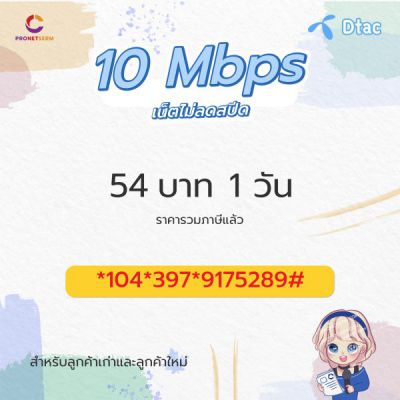 PRONETSERM
Dtac
10 Mbps
เน็ตไม่ลดสปีด
54 บาท 1 วัน
ราคารวมภาษีแล้ว
*104*397*9175289#
สำหรับลูกค้าเก่าและลูกค้าใหม่